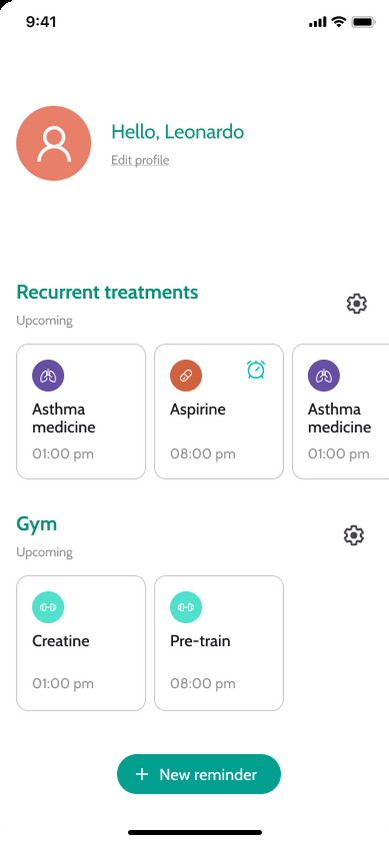 9:41
Hello, Leonardo
Edit profile
Recurrent treatments
Upcoming
Asthma
medicine
01:00 pm
Aspirine
08:00 pm
Asthma
medicine
01:00 pm
Gym
Upcoming
Creatine
01:00 pm
Pre-train
08:00 pm
+ New reminder